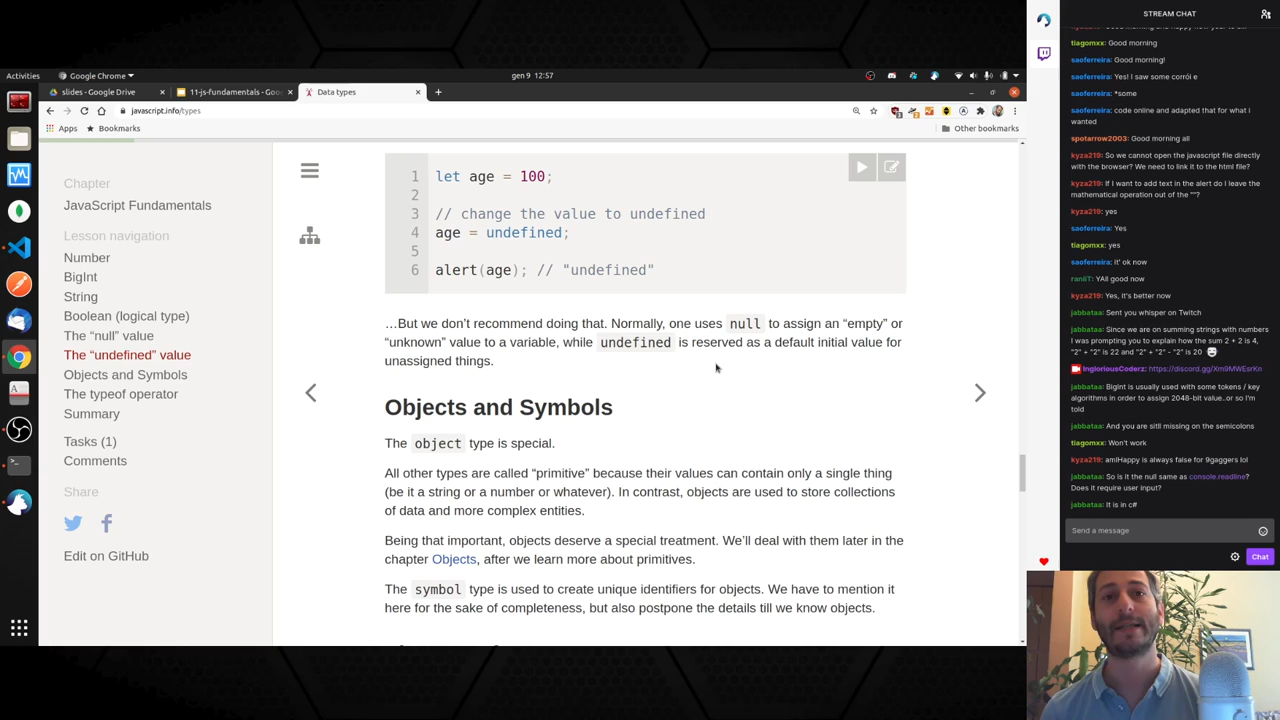 STREAM CHAT
tiagomxx: Good morning
saoferreira: Good morning!
saoferreira: Yes! I saw some corrói e
saoferreira: *some
saoferreira: code online and adapted that for what i
wanted
spotarrow2003: Good morning all
kyza219: So we cannot open the javascript file directly
with the browser? We need to link it to the html file?
kyza219: If I want to add text in the alert do I leave the
mathematical operation out of the ""?
kyza219: yes
saoferreira: Yes
tiagomxx: yes
saoferreira: it' ok now
raniIT: YAll good now
kyza219: Yes, it's better now
jabbataa: Sent you whisper on Twitch
jabbataa: Since we are on summing strings with numbers
I was prompting you to explain how the sum 2 + 2 is 4,
"2" + "2" is 22 and "2" + "2" - "2" is 20
IngloriousCoderz: https://discord.gg/Xm9MWEsrKn
jabbataa: BigInt is usually used with some tokens / key
algorithms in order to assign 2048-bit value..or so I'm
told
jabbataa: And you are sitll missing on the semicolons
tiagomxx: Won't work
kyza219: amIHappy is always false for 9gaggers lol
jabbataa: So is it the null same as console.readline?
Does it require user input?
jabbataa: It is in c#
Send a message
Chat
Activities
Google Chrome
gen 9 12:57
slides - Google Drive
11-js-fundamentals - Goo
Data types
javascript.info/types
Apps
Bookmarks
Other bookmarks
Chapter
JavaScript Fundamentals
Lesson navigation
Number
BigInt
String
Boolean (logical type)
The “null” value
The “undefined” value
Objects and Symbols
The typeof operator
Summary
Tasks (1)
Comments
Share
Edit on GitHub
1 let age = 100;
2
3 // change the value to undefined
4 age = undefined;
5
6 alert(age); // "undefined"
…But we don’t recommend doing that. Normally, one uses null to assign an “empty” or
“unknown” value to a variable, while undefined is reserved as a default initial value for
unassigned things.
Objects and Symbols
The object type is special.
All other types are called “primitive” because their values can contain only a single thing
(be it a string or a number or whatever). In contrast, objects are used to store collections
of data and more complex entities.
Being that important, objects deserve a special treatment. We’ll deal with them later in the
chapter Objects, after we learn more about primitives.
The symbol type is used to create unique identifiers for objects. We have to mention it
here for the sake of completeness, but also postpone the details till we know objects.